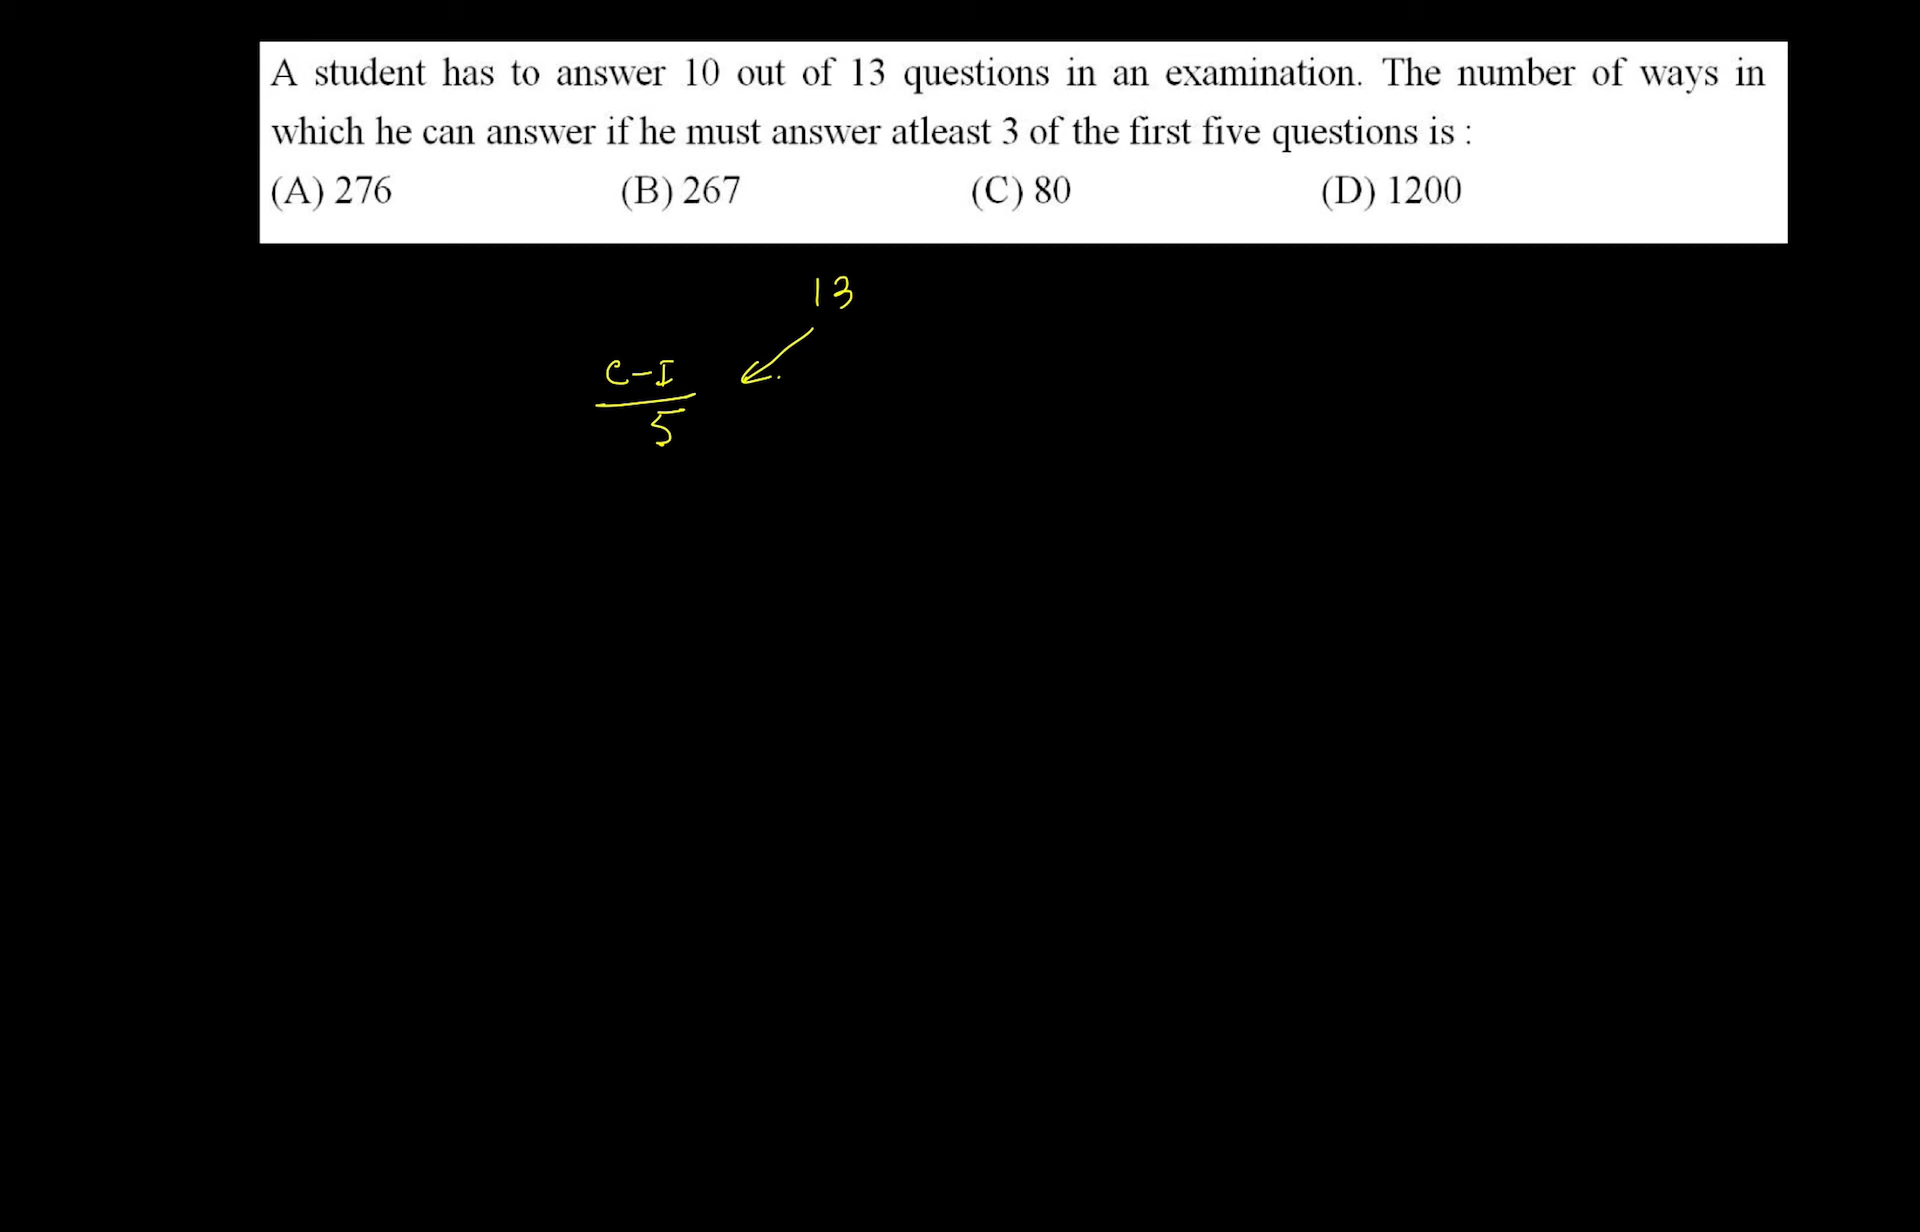 A student has to answer 10 out of 13 questions in an examination. The number of ways in
which he can answer if he must answer atleast 3 of the first five questions is :
(A) 276 (B) 267 (C) 80 (D) 1200
13
C-I
5